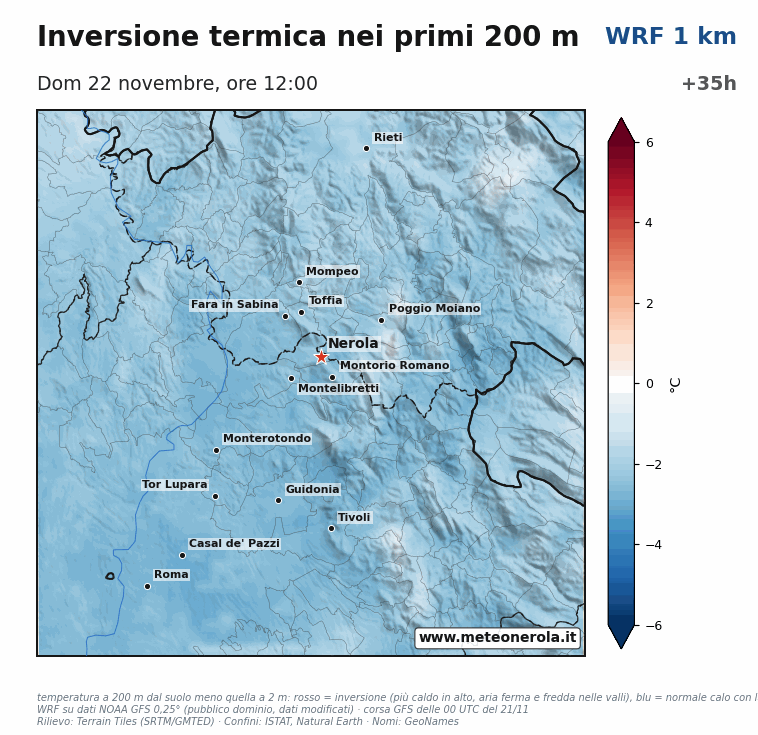 Inversione termica nei primi 200 m WRF 1 km
Dom 22 novembre, ore 12:00 +35h
Rieti
Mompeo
Toffia
Fara in Sabina
Poggio Moiano
Nerola
Montorio Romano
Montelibretti
Monterotondo
Tor Lupara
Guidonia
Tivoli
Casal de' Pazzi
Roma
www.meteonerola.it
6
4
2
0
−2
−4
−6
°C
temperatura a 200 m dal suolo meno quella a 2 m: rosso = inversione (più caldo in alto, aria ferma e fredda nelle valli), blu = normale calo con
WRF su dati NOAA GFS 0,25° (pubblico dominio, dati modificati) · corsa GFS delle 00 UTC del 21/11
Rilievo: Terrain Tiles (SRTM/GMTED) · Confini: ISTAT, Natural Earth · Nomi: GeoNames